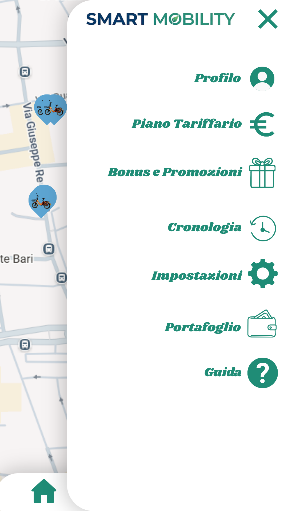 SMART MOBILITY
Profilo
Piano Tariffario
Bonus e Promozioni
Cronologia
Impostazioni
Portafoglio
Guida
Via Giuseppe Re
te Bari